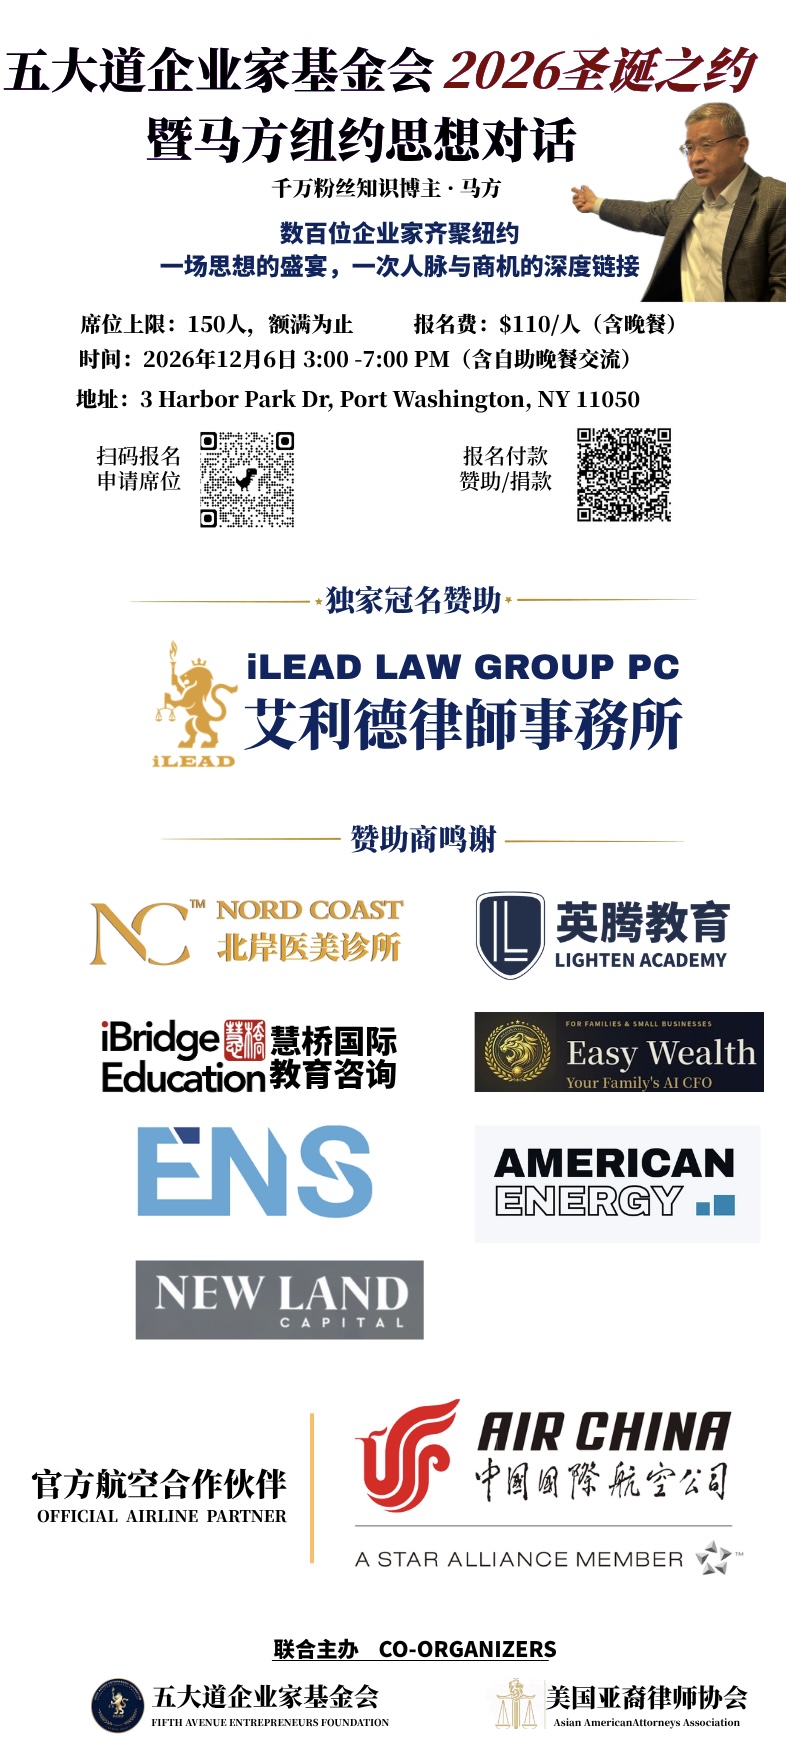 五大道企业家基金会 2026圣诞之约
暨马方纽约思想对话
千万粉丝知识博主 · 马方
数百位企业家齐聚纽约
一场思想的盛宴，一次人脉与商机的深度链接
席位上限：150人，额满为止 报名费：$110/人（含晚餐）
时间：2026年12月6日 3:00 -7:00 PM（含自助晚餐交流）
地址：3 Harbor Park Dr, Port Washington, NY 11050
扫码报名
申请席位
报名付款
赞助/捐款
独家冠名赞助
iLEAD LAW GROUP PC
艾利德律師事務所
iLEAD
赞助商鸣谢
NC™ NORD COAST
北岸医美诊所
英腾教育
LIGHTEN ACADEMY
iBridge 慧桥 慧桥国际
Education 教育咨询
FOR FAMILIES & SMALL BUSINESSES
Easy Wealth
Your Family's AI CFO
ENS
AMERICAN
ENERGY
NEW LAND
CAPITAL
官方航空合作伙伴
OFFICIAL AIRLINE PARTNER
AIR CHINA
中国国際航空公司
A STAR ALLIANCE MEMBER ™
联合主办 CO-ORGANIZERS
五大道企业家基金会
FIFTH AVENUE ENTREPRENEURS FOUNDATION
美国亚裔律师协会
Asian AmericanAttorneys Association